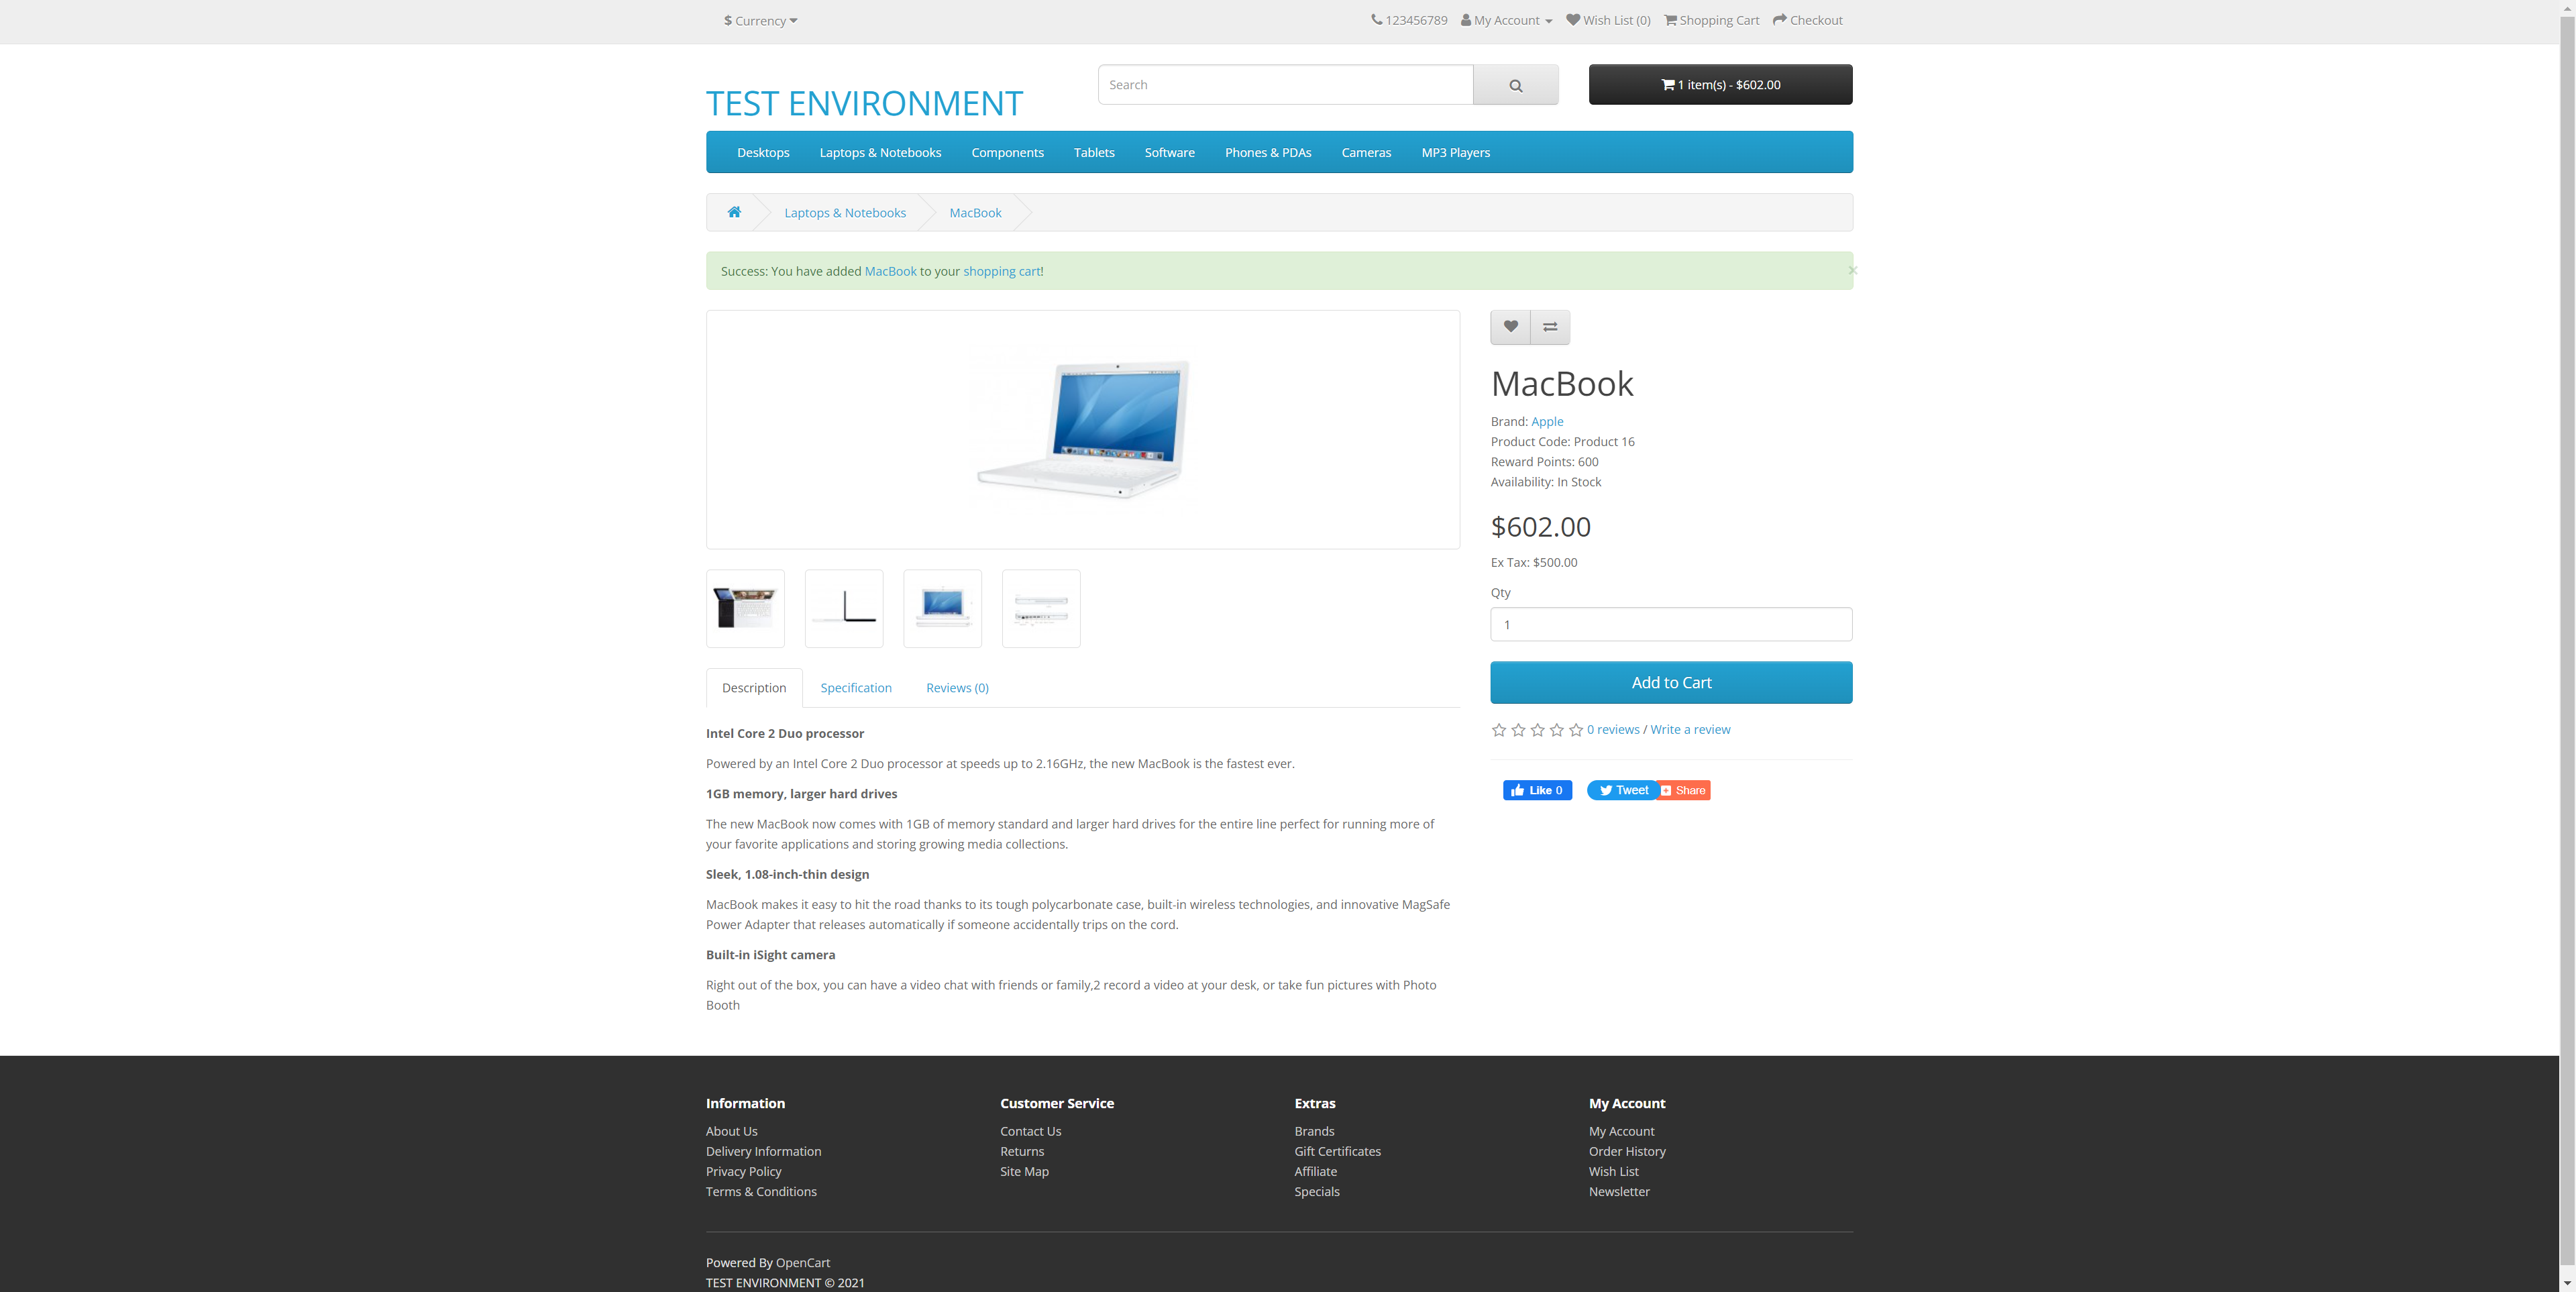 $ Currency
123456789 My Account Wish List (0) Shopping Cart Checkout
TEST ENVIRONMENT
Search
1 item(s) - $602.00
Desktops Laptops & Notebooks Components Tablets Software Phones & PDAs Cameras MP3 Players
Laptops & Notebooks MacBook
Success: You have added MacBook to your shopping cart!
×
MacBook
Brand: Apple
Product Code: Product 16
Reward Points: 600
Availability: In Stock
$602.00
Ex Tax: $500.00
Qty
1
Add to Cart
0 reviews / Write a review
Like 0 Tweet Share
Description Specification Reviews (0)
Intel Core 2 Duo processor
Powered by an Intel Core 2 Duo processor at speeds up to 2.16GHz, the new MacBook is the fastest ever.
1GB memory, larger hard drives
The new MacBook now comes with 1GB of memory standard and larger hard drives for the entire line perfect for running more of
your favorite applications and storing growing media collections.
Sleek, 1.08-inch-thin design
MacBook makes it easy to hit the road thanks to its tough polycarbonate case, built-in wireless technologies, and innovative MagSafe
Power Adapter that releases automatically if someone accidentally trips on the cord.
Built-in iSight camera
Right out of the box, you can have a video chat with friends or family,2 record a video at your desk, or take fun pictures with Photo
Booth
Information
About Us
Delivery Information
Privacy Policy
Terms & Conditions
Customer Service
Contact Us
Returns
Site Map
Extras
Brands
Gift Certificates
Affiliate
Specials
My Account
My Account
Order History
Wish List
Newsletter
Powered By OpenCart
TEST ENVIRONMENT © 2021